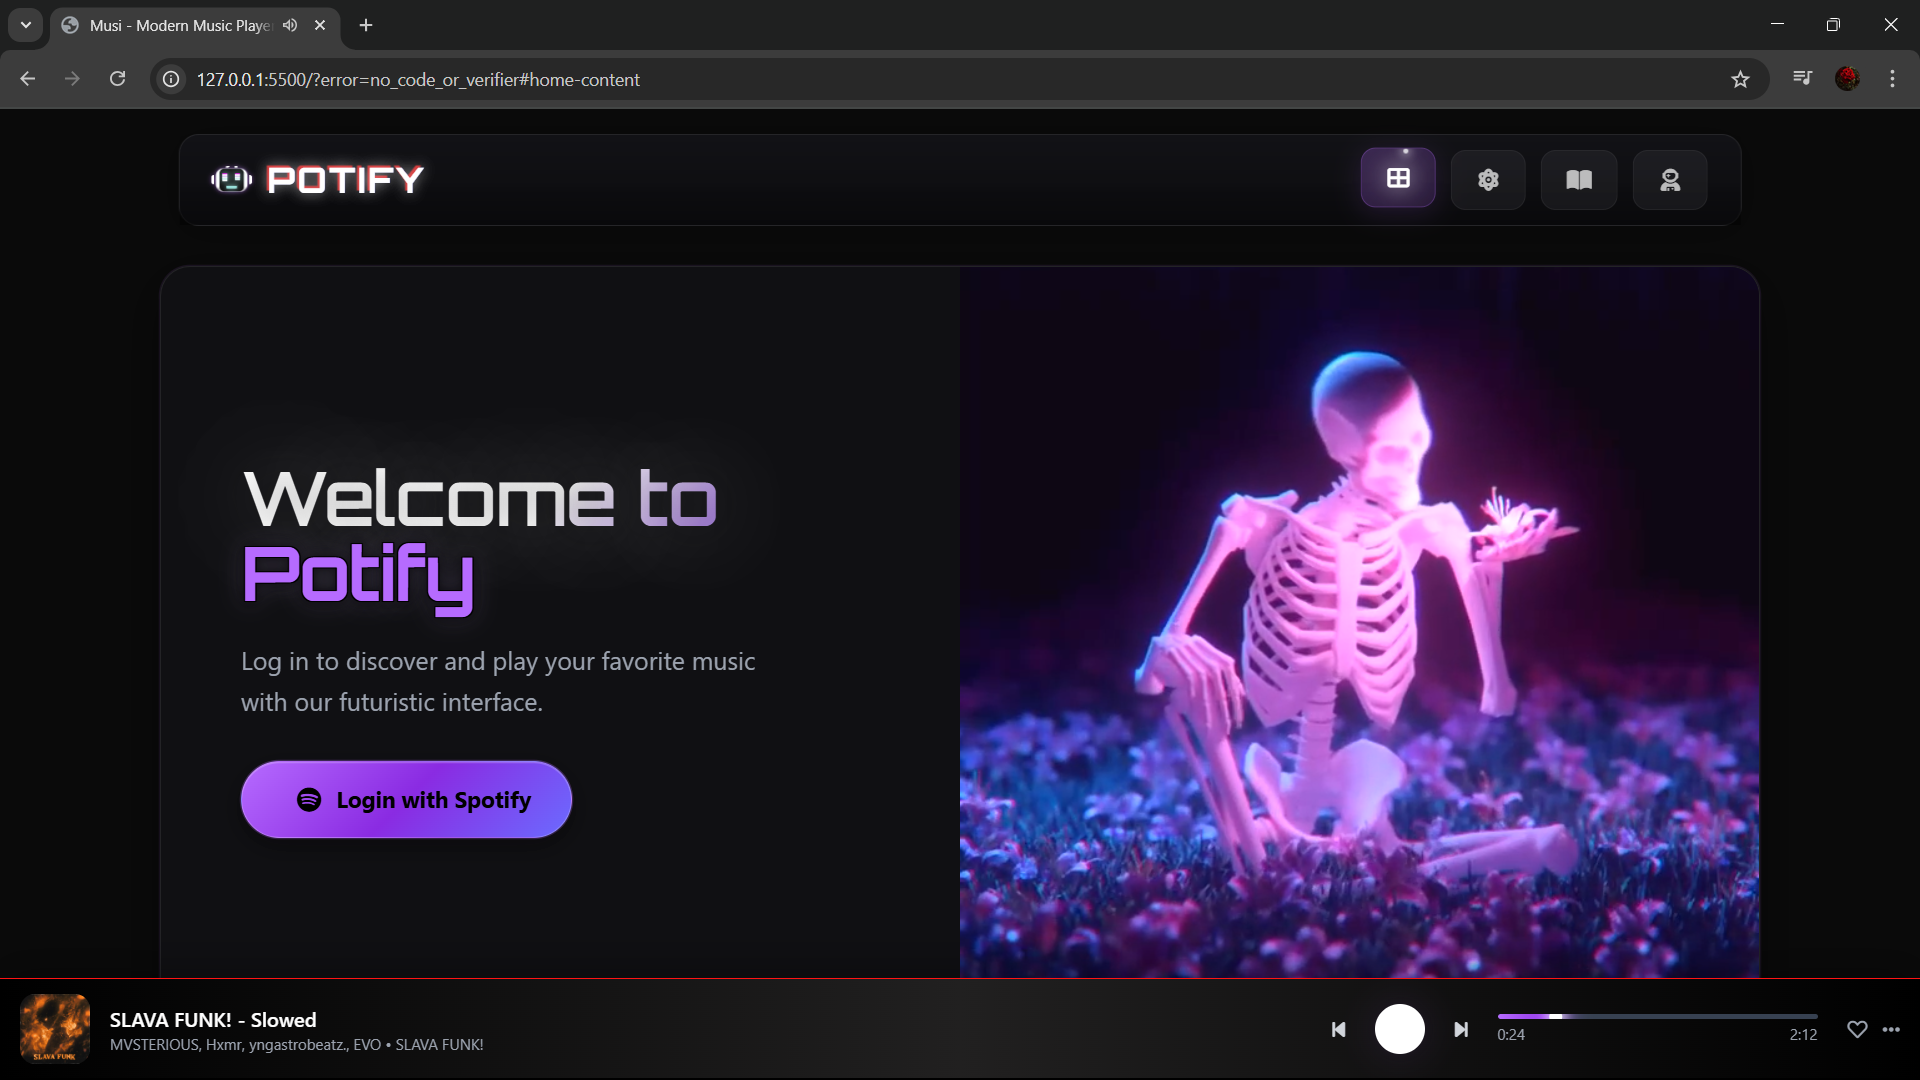 Musi - Modern Music Playe
127.0.0.1:5500/?error=no_code_or_verifier#home-content
POTIFY
Welcome to
Potify
Log in to discover and play your favorite music
with our futuristic interface.
Login with Spotify
SLAVA FUNK
SLAVA FUNK! - Slowed
MVSTERIOUS, Hxmr, yngastrobeatz., EVO • SLAVA FUNK!
0:24
2:12